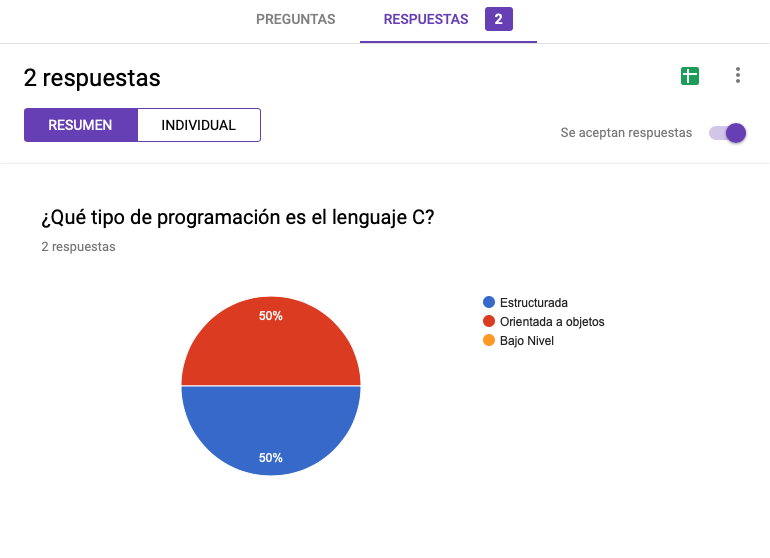 PREGUNTAS
RESPUESTAS 2
2 respuestas
RESUMEN
INDIVIDUAL
Se aceptan respuestas
¿Qué tipo de programación es el lenguaje C?
2 respuestas
50%
50%
Estructurada
Orientada a objetos
Bajo Nivel